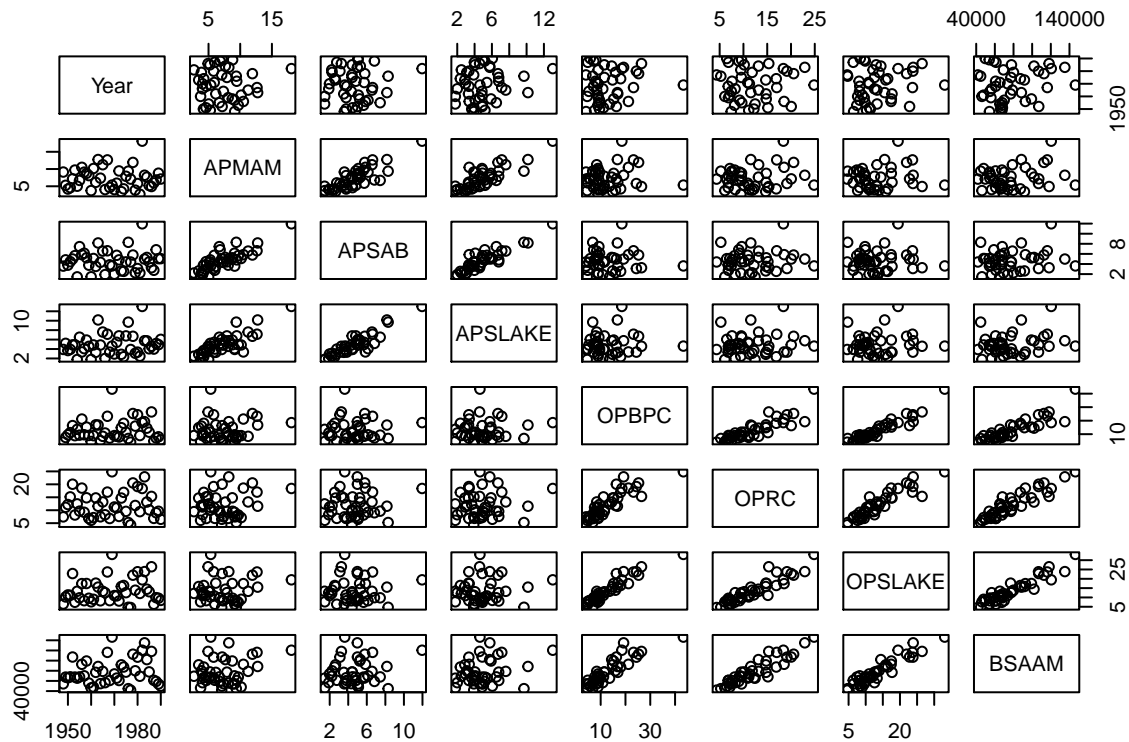 5 15 2 6 12 5 15 25 40000 140000
Year
1950
5
APMAM
APSAB
2 8
2 10
APSLAKE
OPBPC
10
5 20
OPRC
OPSLAKE
5 25
40000
BSAAM
1950 1980 2 6 10 10 30 5 20